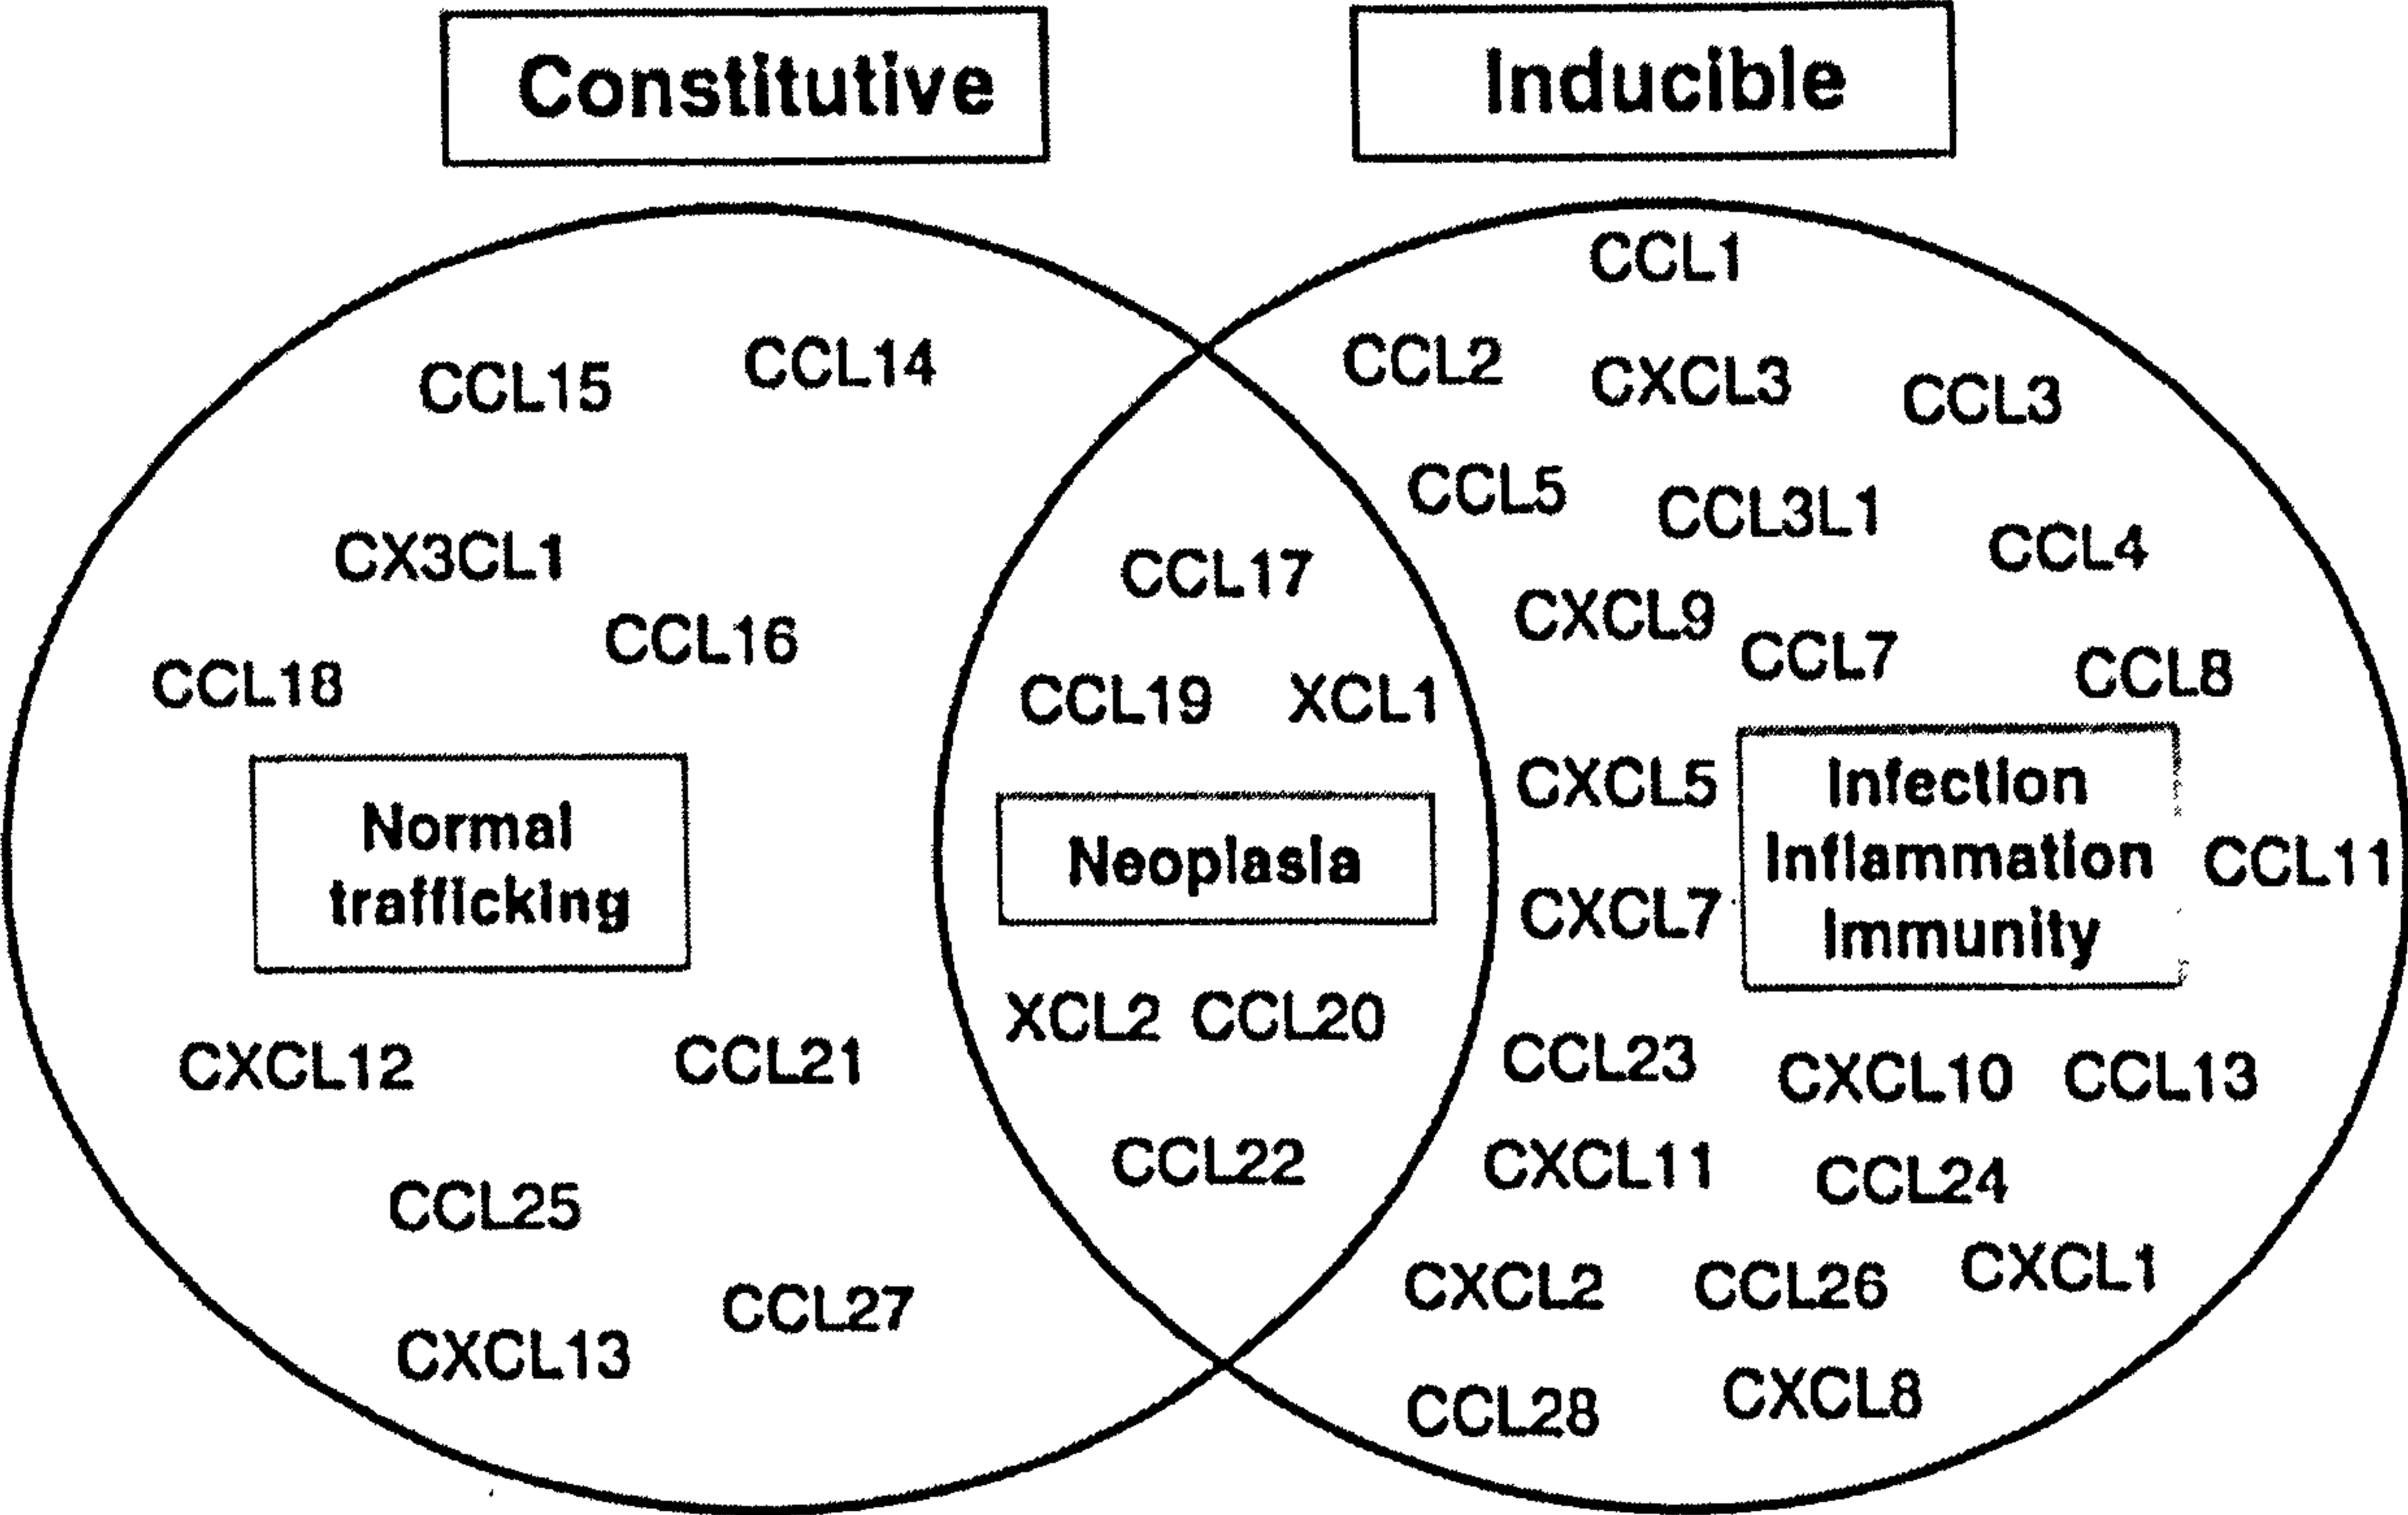 Constitutive
Inducible
CCL15
CCL14
CX3CL1
CCL16
CCL18
Normal
trafficking
CXCL12
CCL21
CCL25
CCL27
CXCL13
CCL17
CCL19 XCL1
Neoplasia
XCL2 CCL20
CCL22
CCL1
CCL2
CXCL3
CCL3
CCL5
CCL3L1
CCL4
CXCL9
CCL7
CCL8
CXCL5
Infection
Inflammation
Immunity
CCL11
CXCL7
CCL23
CXCL10
CCL13
CXCL11
CCL24
CXCL2
CCL26
CXCL1
CCL28
CXCL8